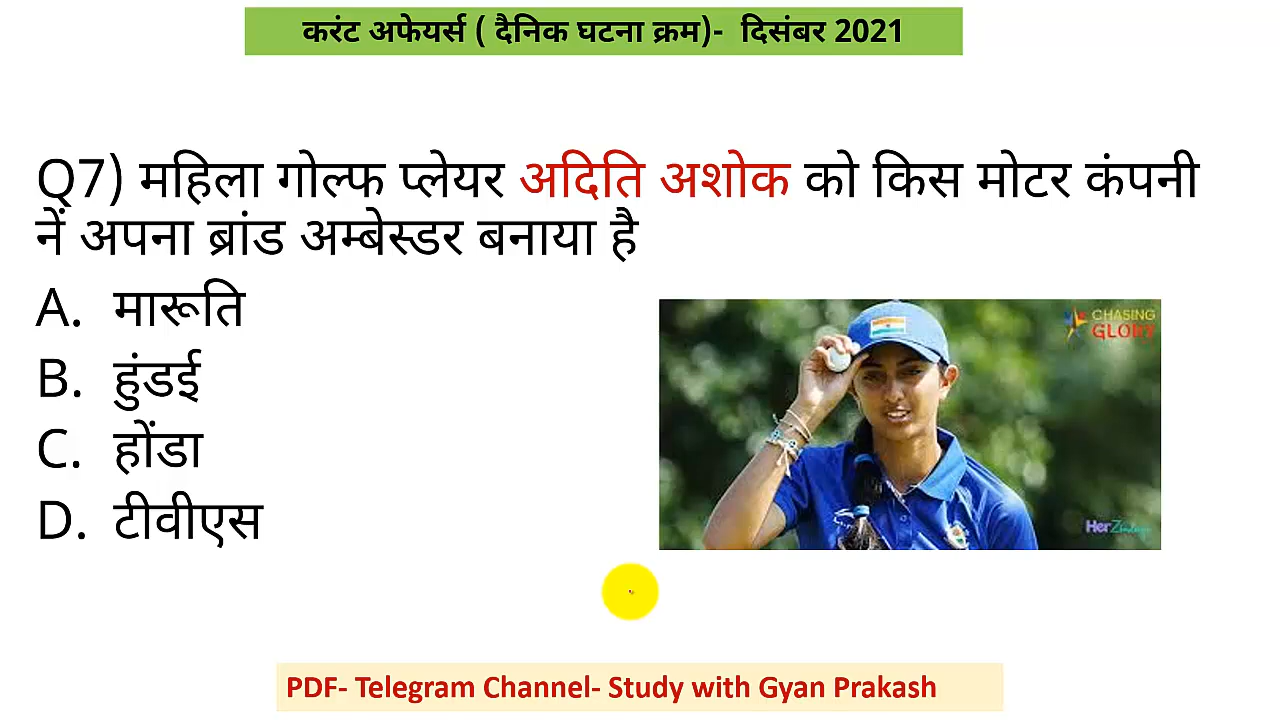 करंट अफेयर्स ( दैनिक घटना क्रम)- दिसंबर 2021
Q7) महिला गोल्फ प्लेयर अदिति अशोक को किस मोटर कंपनी
नें अपना ब्रांड अम्बेस्डर बनाया है
A. मारूति
B. हुंडई
C. होंडा
D. टीवीएस
CHASING
GLORY
HerZindagi
PDF- Telegram Channel- Study with Gyan Prakash